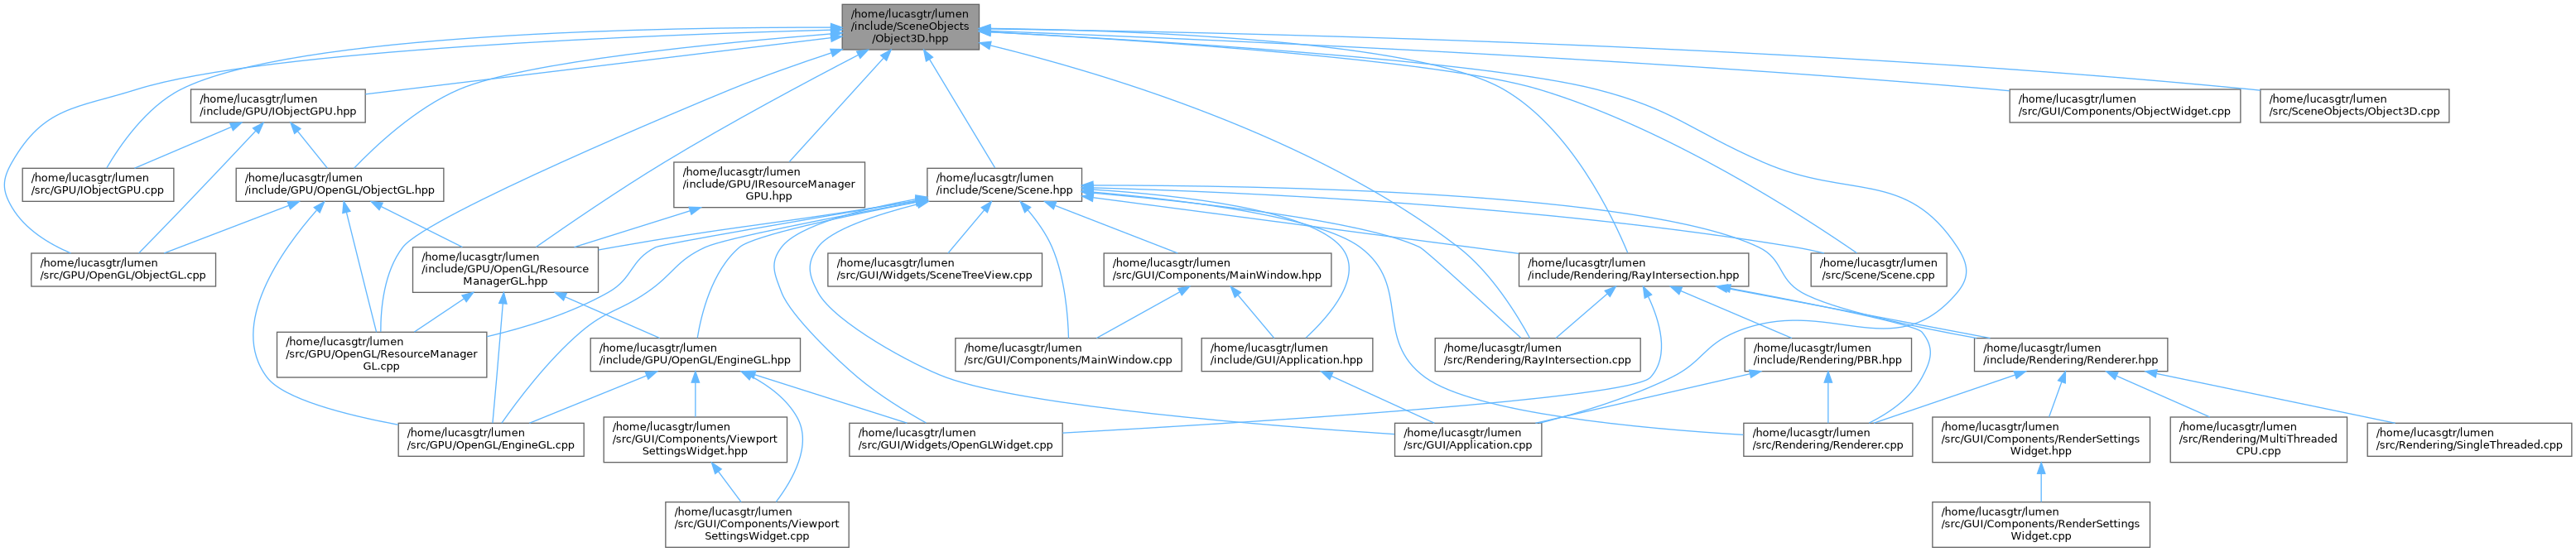 /home/lucasgtr/lumen
/include/SceneObjects
/Object3D.hpp
/home/lucasgtr/lumen
/include/GPU/IObjectGPU.hpp
/home/lucasgtr/lumen
/src/GUI/Components/ObjectWidget.cpp
/home/lucasgtr/lumen
/src/SceneObjects/Object3D.cpp
/home/lucasgtr/lumen
/src/GPU/IObjectGPU.cpp
/home/lucasgtr/lumen
/include/GPU/OpenGL/ObjectGL.hpp
/home/lucasgtr/lumen
/include/GPU/IResourceManager
GPU.hpp
/home/lucasgtr/lumen
/include/Scene/Scene.hpp
/home/lucasgtr/lumen
/src/GPU/OpenGL/ObjectGL.cpp
/home/lucasgtr/lumen
/include/GPU/OpenGL/Resource
ManagerGL.hpp
/home/lucasgtr/lumen
/src/GUI/Widgets/SceneTreeView.cpp
/home/lucasgtr/lumen
/src/GUI/Components/MainWindow.hpp
/home/lucasgtr/lumen
/include/Rendering/RayIntersection.hpp
/home/lucasgtr/lumen
/src/Scene/Scene.cpp
/home/lucasgtr/lumen
/src/GPU/OpenGL/ResourceManager
GL.cpp
/home/lucasgtr/lumen
/include/GPU/OpenGL/EngineGL.hpp
/home/lucasgtr/lumen
/src/GUI/Components/MainWindow.cpp
/home/lucasgtr/lumen
/include/GUI/Application.hpp
/home/lucasgtr/lumen
/src/Rendering/RayIntersection.cpp
/home/lucasgtr/lumen
/include/Rendering/PBR.hpp
/home/lucasgtr/lumen
/include/Rendering/Renderer.hpp
/home/lucasgtr/lumen
/src/GPU/OpenGL/EngineGL.cpp
/home/lucasgtr/lumen
/src/GUI/Components/Viewport
SettingsWidget.hpp
/home/lucasgtr/lumen
/src/GUI/Widgets/OpenGLWidget.cpp
/home/lucasgtr/lumen
/src/GUI/Application.cpp
/home/lucasgtr/lumen
/src/Rendering/Renderer.cpp
/home/lucasgtr/lumen
/src/GUI/Components/RenderSettings
Widget.hpp
/home/lucasgtr/lumen
/src/Rendering/MultiThreaded
CPU.cpp
/home/lucasgtr/lumen
/src/Rendering/SingleThreaded.cpp
/home/lucasgtr/lumen
/src/GUI/Components/Viewport
SettingsWidget.cpp
/home/lucasgtr/lumen
/src/GUI/Components/RenderSettings
Widget.cpp